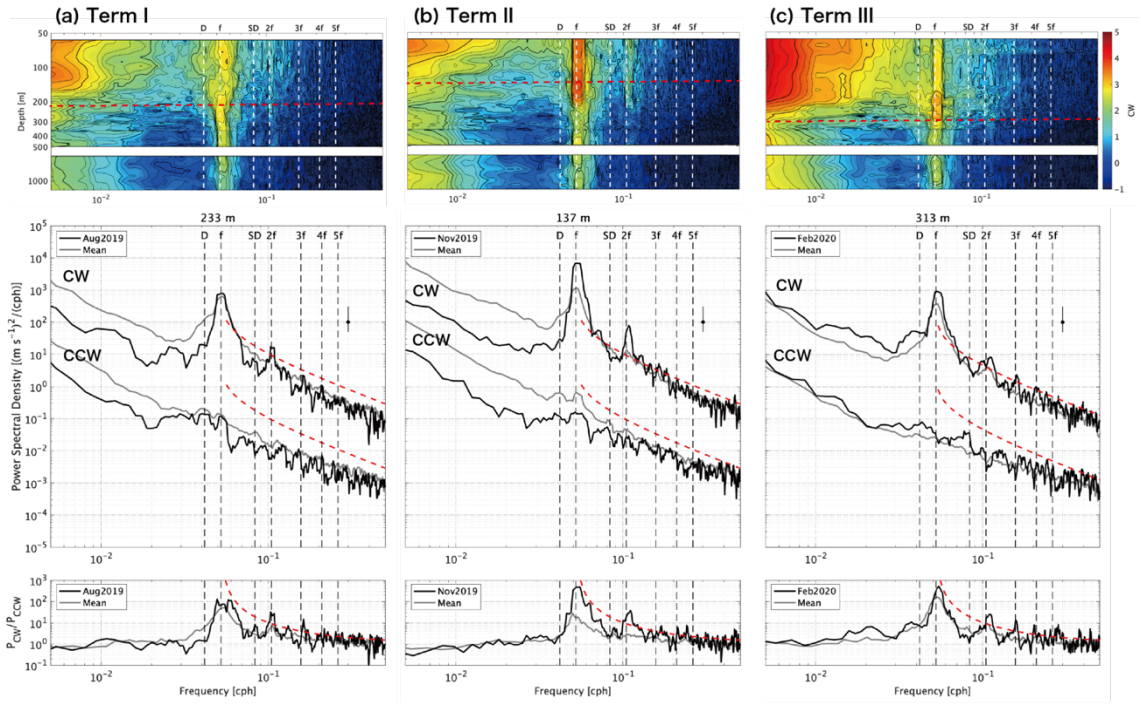 (a) Term I
(b) Term II
(c) Term III
D f SD 2f 3f 4f 5f
D f SD 2f 3f 4f 5f
D f SD 2f 3f 4f 5f
50
100
200
300
400
500
1000
Depth [m]
10⁻² 10⁻¹
10⁻² 10⁻¹
10⁻² 10⁻¹
5
4
3
2
1
0
-1
CW
233 m
137 m
313 m
Aug2019
Mean
D f SD 2f 3f 4f 5f
CW
CCW
Nov2019
Mean
D f SD 2f 3f 4f 5f
CW
CCW
Feb2020
Mean
D f SD 2f 3f 4f 5f
CW
CCW
Power Spectral Density [(m s⁻¹)²/(cph)]
10⁵
10⁴
10³
10²
10¹
10⁰
10⁻¹
10⁻²
10⁻³
10⁻⁴
10⁻⁵
10⁻² 10⁻¹
10⁻² 10⁻¹
10⁻² 10⁻¹
Aug2019
Mean
Nov2019
Mean
Feb2020
Mean
P_CW/P_CCW
10³
10²
10¹
10⁰
10⁻¹
10⁻² 10⁻¹
10⁻² 10⁻¹
10⁻² 10⁻¹
Frequency [cph]
Frequency [cph]
Frequency [cph]